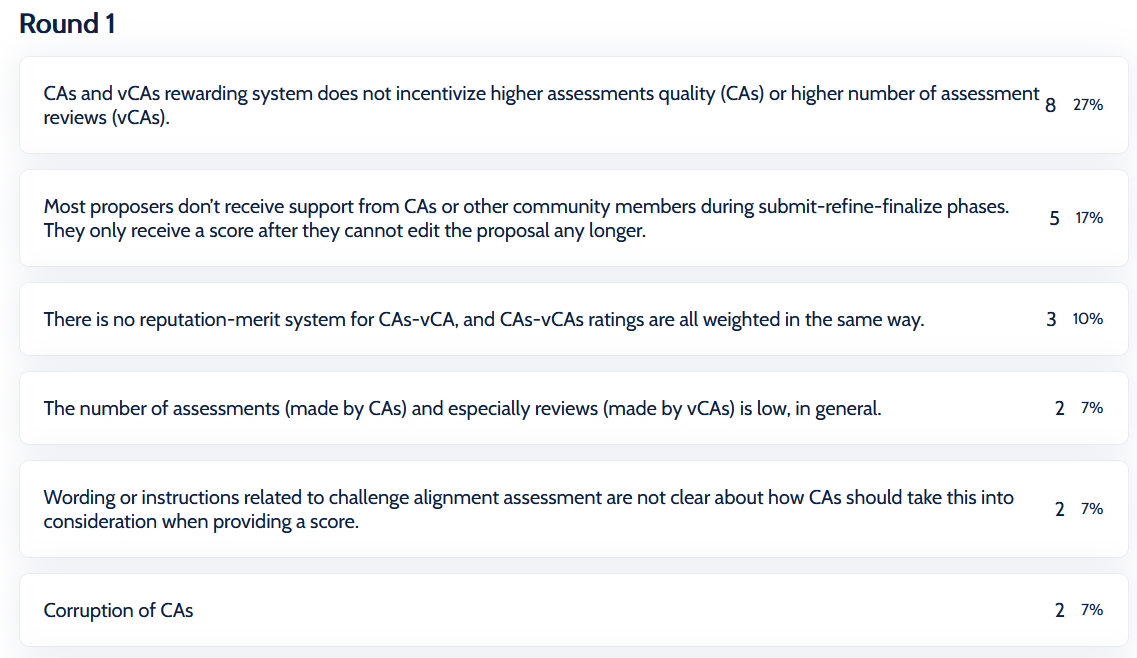 Round 1
CAs and vCAs rewarding system does not incentivize higher assessments quality (CAs) or higher number of assessment
reviews (vCAs).
8 27%
Most proposers don't receive support from CAs or other community members during submit-refine-finalize phases.
They only receive a score after they cannot edit the proposal any longer.
5 17%
There is no reputation-merit system for CAs-vCA, and CAs-vCAs ratings are all weighted in the same way.
3 10%
The number of assessments (made by CAs) and especially reviews (made by vCAs) is low, in general.
2 7%
Wording or instructions related to challenge alignment assessment are not clear about how CAs should take this into
consideration when providing a score.
2 7%
Corruption of CAs
2 7%